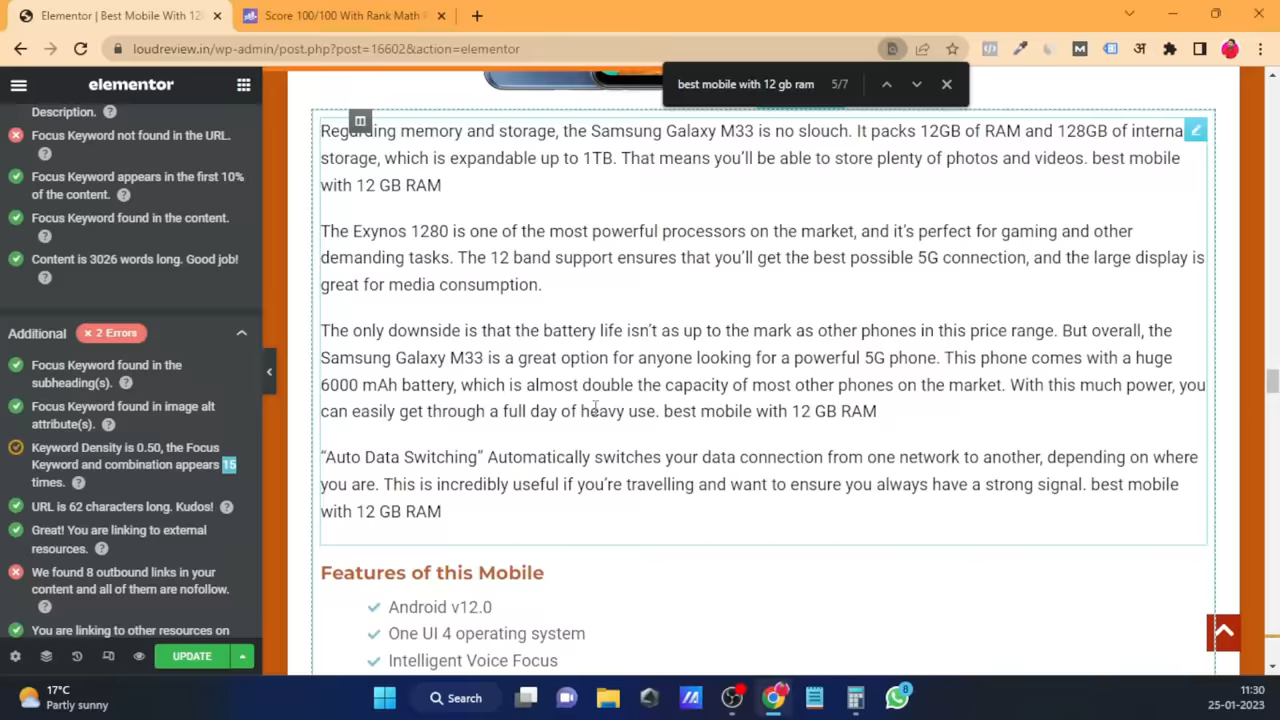 Elementor | Best Mobile With 12
Score 100/100 With Rank Math
loudreview.in/wp-admin/post.php?post=16602&action=elementor
best mobile with 12 gb ram 5/7
elementor
Description.
Focus Keyword not found in the URL.
Focus Keyword appears in the first 10%
of the content.
Focus Keyword found in the content.
Content is 3026 words long. Good job!
Additional × 2 Errors
Focus Keyword found in the
subheading(s).
Focus Keyword found in image alt
attribute(s).
Keyword Density is 0.50, the Focus
Keyword and combination appears 15
times.
URL is 62 characters long. Kudos!
Great! You are linking to external
resources.
We found 8 outbound links in your
content and all of them are nofollow.
You are linking to other resources on
UPDATE
Regarding memory and storage, the Samsung Galaxy M33 is no slouch. It packs 12GB of RAM and 128GB of interna
storage, which is expandable up to 1TB. That means you’ll be able to store plenty of photos and videos. best mobile
with 12 GB RAM
The Exynos 1280 is one of the most powerful processors on the market, and it’s perfect for gaming and other
demanding tasks. The 12 band support ensures that you’ll get the best possible 5G connection, and the large display is
great for media consumption.
The only downside is that the battery life isn’t as up to the mark as other phones in this price range. But overall, the
Samsung Galaxy M33 is a great option for anyone looking for a powerful 5G phone. This phone comes with a huge
6000 mAh battery, which is almost double the capacity of most other phones on the market. With this much power, you
can easily get through a full day of heavy use. best mobile with 12 GB RAM
“Auto Data Switching” Automatically switches your data connection from one network to another, depending on where
you are. This is incredibly useful if you’re travelling and want to ensure you always have a strong signal. best mobile
with 12 GB RAM
Features of this Mobile
Android v12.0
One UI 4 operating system
Intelligent Voice Focus
17°C
Partly sunny
Search
8
11:30
25-01-2023